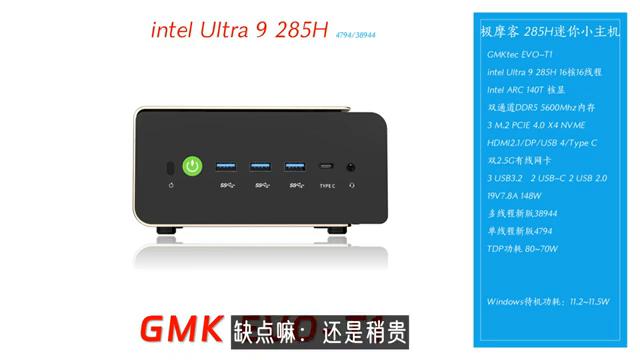 intel Ultra 9 285H 4794/38944
极摩客 285H迷你小主机
GMKtec EVO-T1
intel Ultra 9 285H 16核16线程
Intel ARC 140T 核显
双通道DDR5 5600Mhz内存
3 M.2 PCIE 4.0 X4 NVME
HDMI2.1/DP/USB 4/Type C
双2.5G有线网卡
3 USB3.2 2 USB-C 2 USB 2.0
19V7.8A 148W
多线程新版38944
单线程新版4794
TDP功耗 80~70W
Windows待机功耗：11.2~11.5W
SS SS SS TYPE C
GMK EVO-T1
缺点嘛：还是稍贵